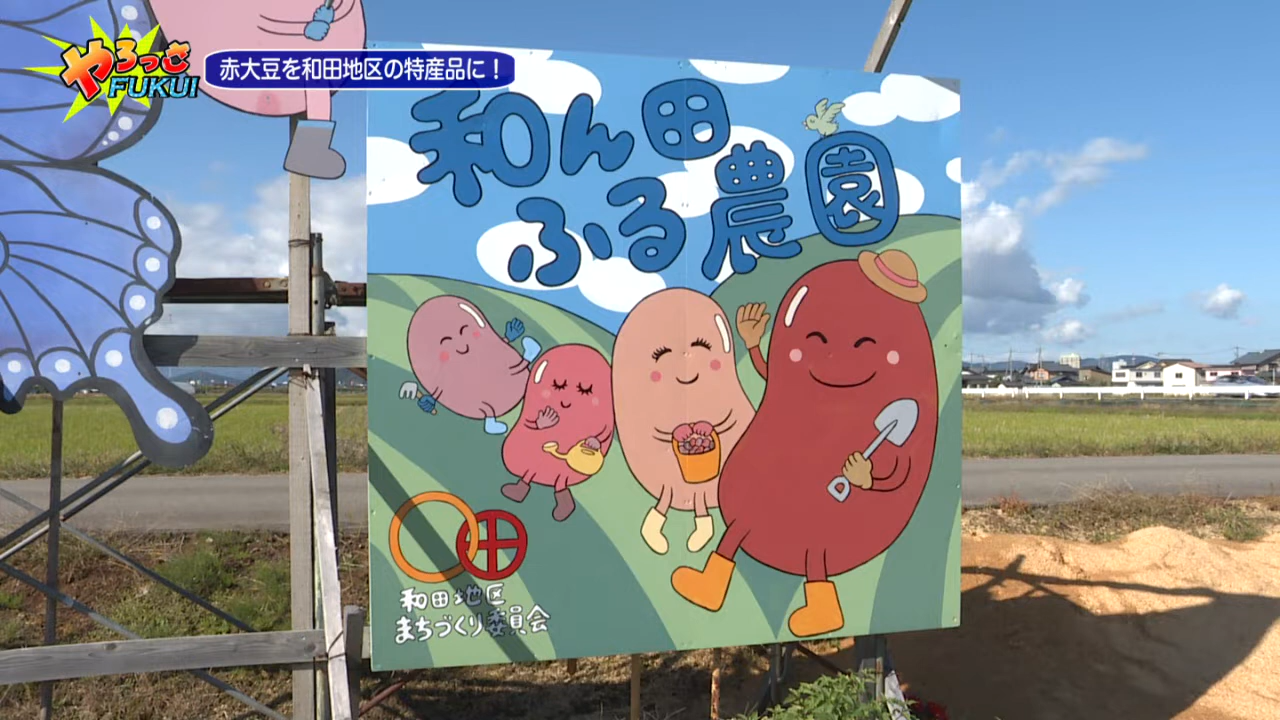 やろっさ
FUKUI
赤大豆を和田地区の特産品に！
和ん田
ふる農園
和田地区
まちづくり委員会